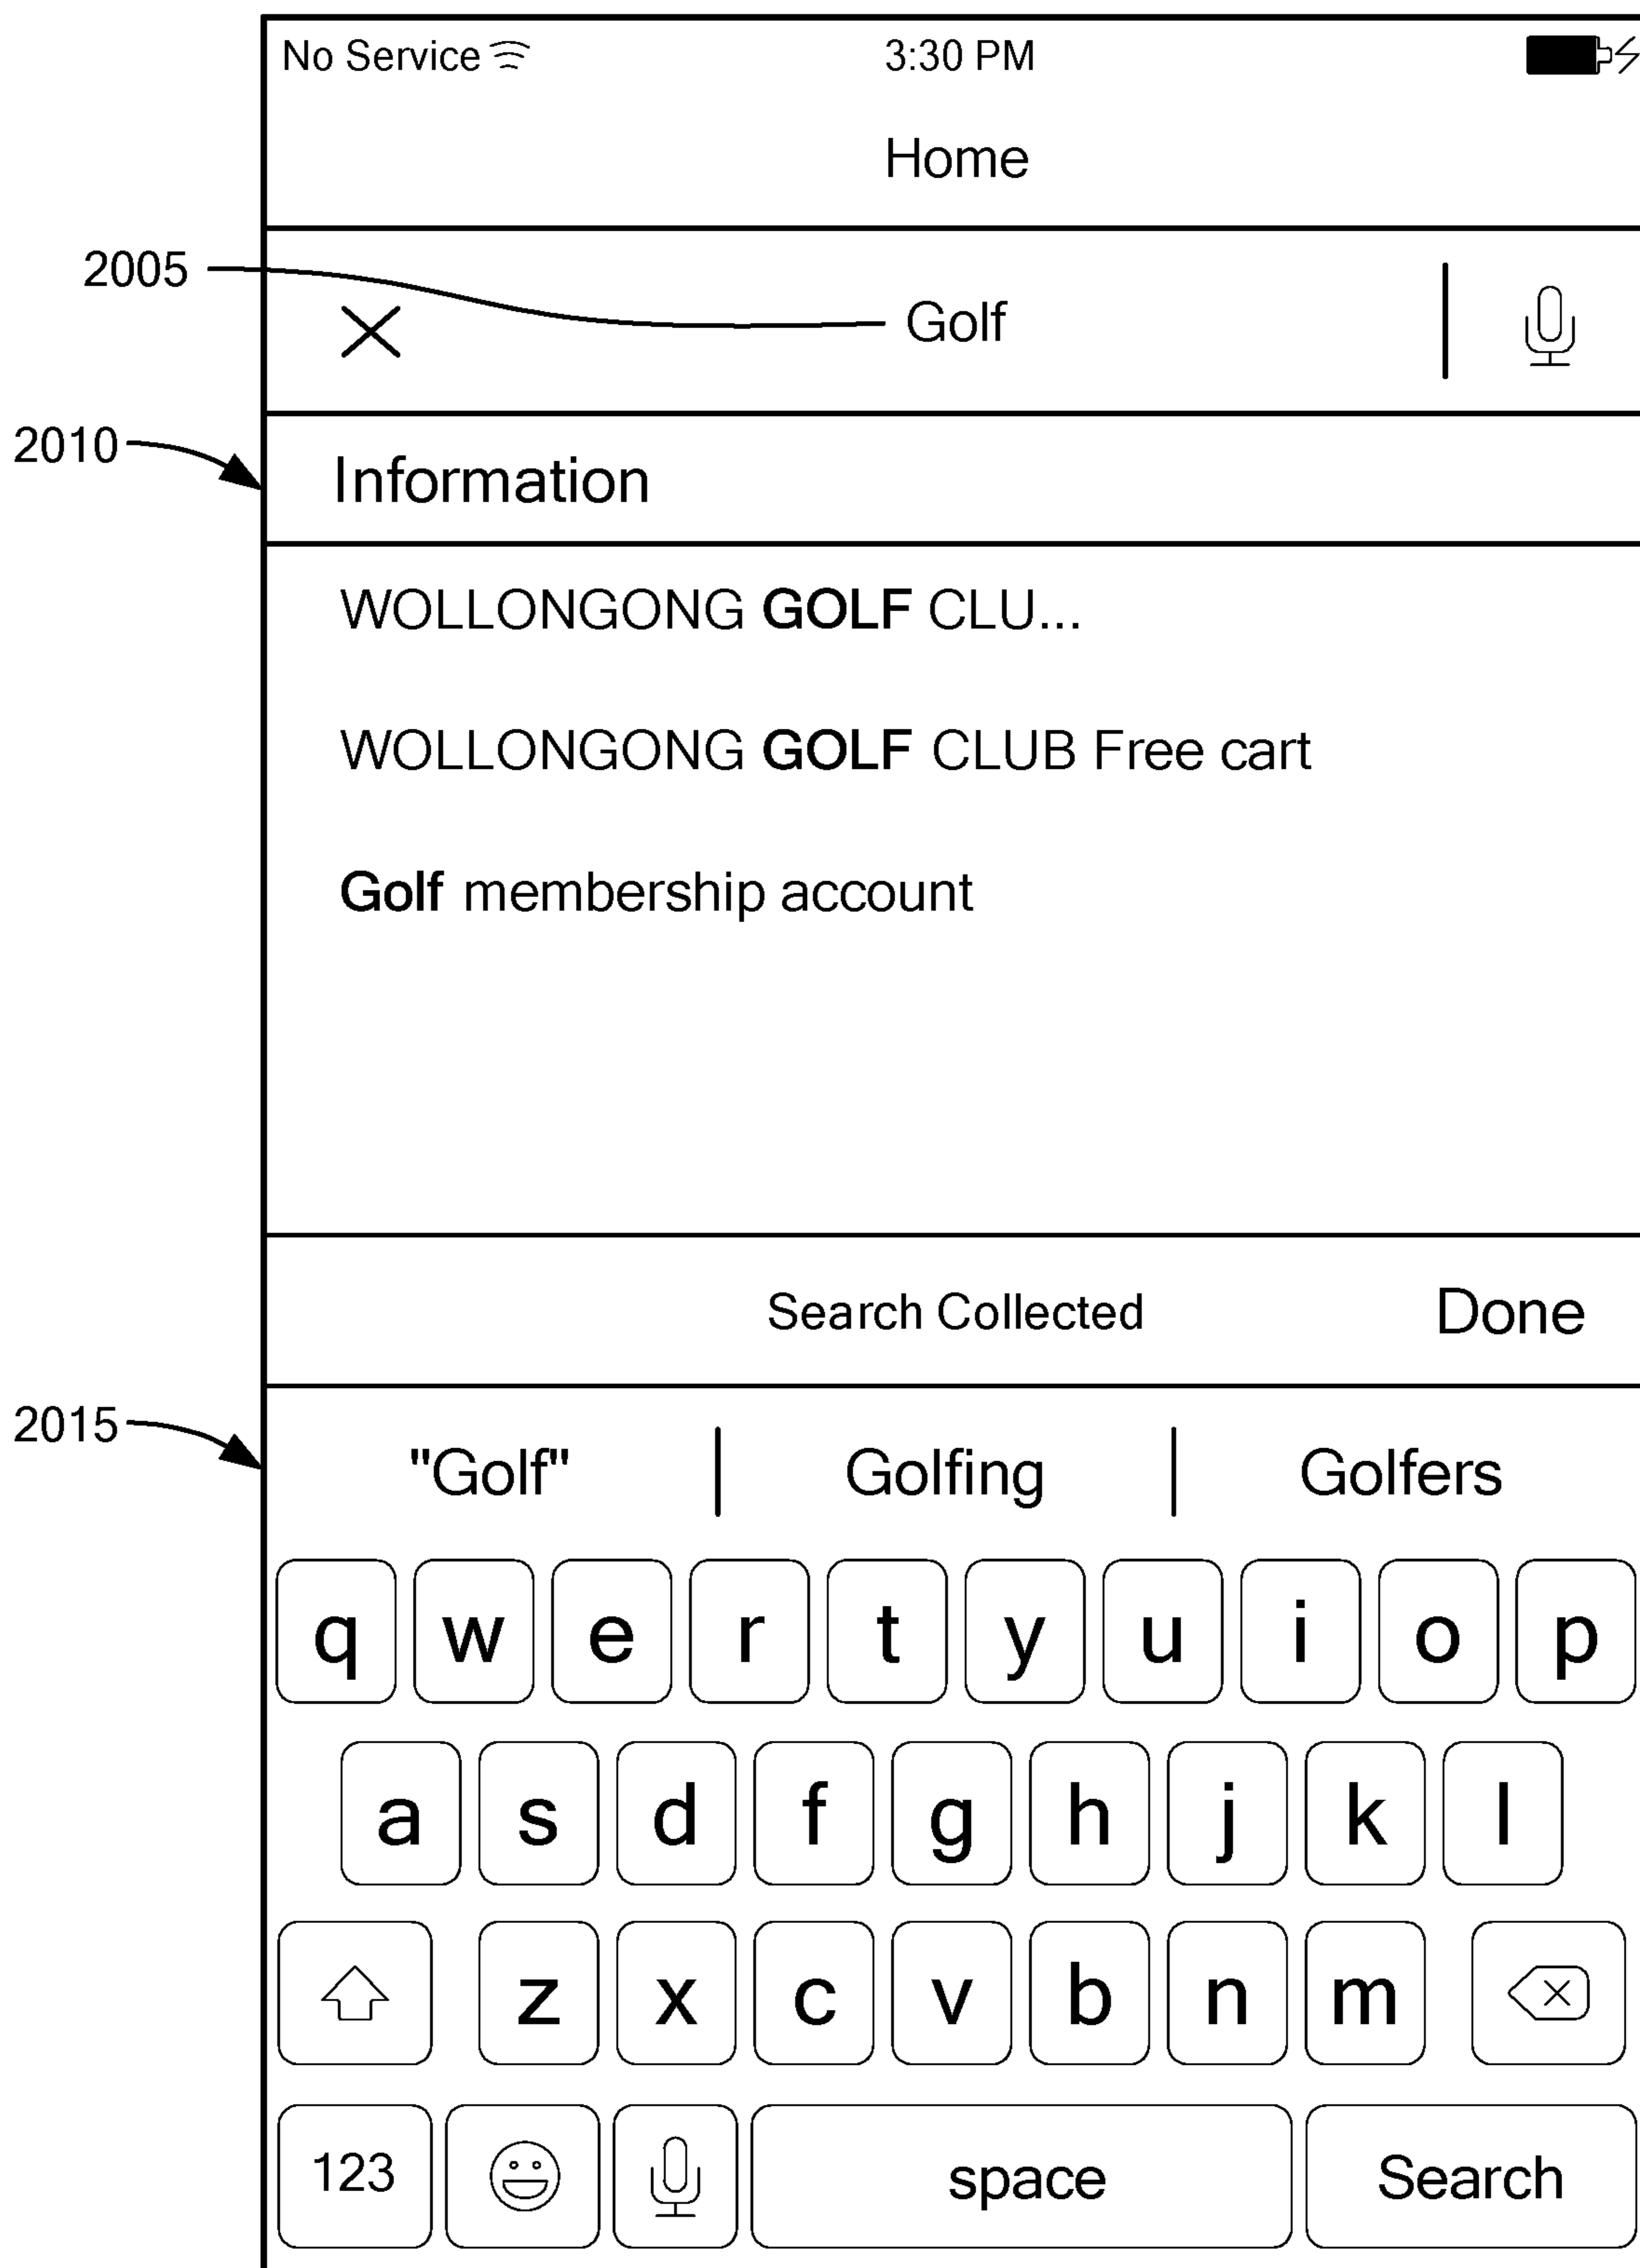 No Service 3:30 PM
Home
2005
Golf
2010
Information
WOLLONGONG GOLF CLU...
WOLLONGONG GOLF CLUB Free cart
Golf membership account
Search Collected Done
2015
"Golf" Golfing Golfers
q w e r t y u i o p
a s d f g h j k l
z x c v b n m
123 space Search